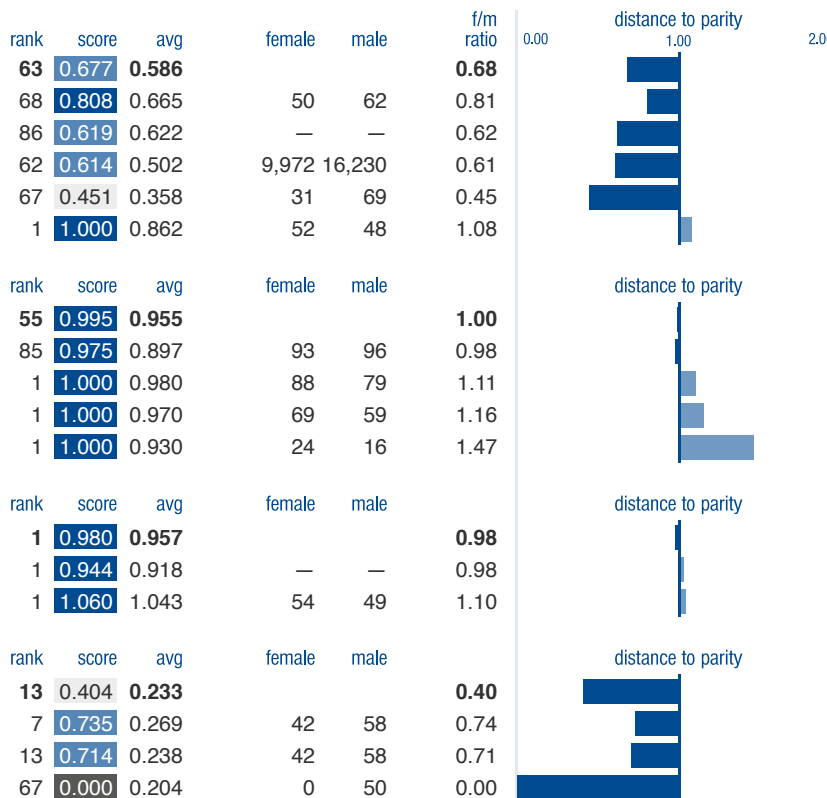 f/m distance to parity
rank score avg female male ratio 0.00 1.00 2.0
63 0.677 0.586 0.68
68 0.808 0.665 50 62 0.81
86 0.619 0.622 — — 0.62
62 0.614 0.502 9,972 16,230 0.61
67 0.451 0.358 31 69 0.45
1 1.000 0.862 52 48 1.08
rank score avg female male distance to parity
55 0.995 0.955 1.00
85 0.975 0.897 93 96 0.98
1 1.000 0.980 88 79 1.11
1 1.000 0.970 69 59 1.16
1 1.000 0.930 24 16 1.47
rank score avg female male distance to parity
1 0.980 0.957 0.98
1 0.944 0.918 — — 0.98
1 1.060 1.043 54 49 1.10
rank score avg female male distance to parity
13 0.404 0.233 0.40
7 0.735 0.269 42 58 0.74
13 0.714 0.238 42 58 0.71
67 0.000 0.204 0 50 0.00